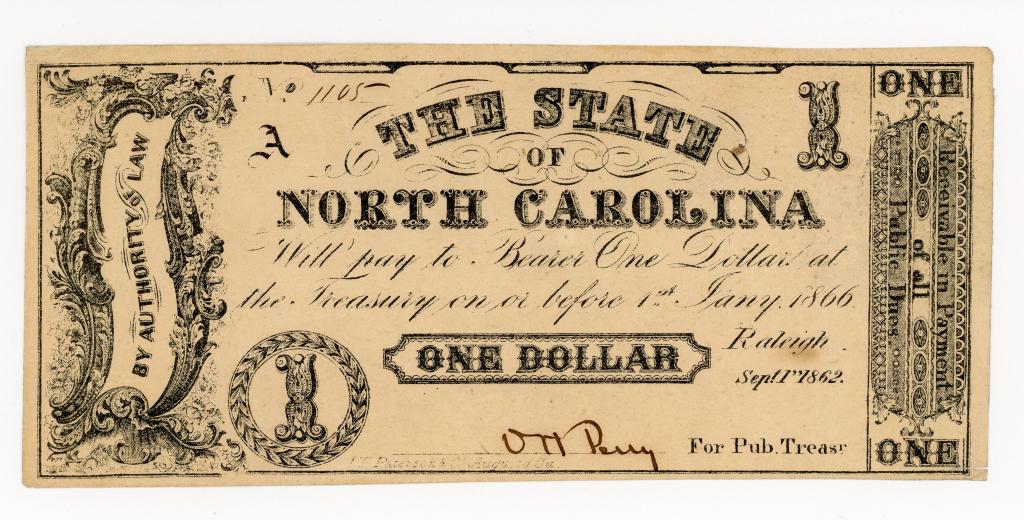 BY AUTHORITY OF LAW
No 1105
A
THE STATE
OF
NORTH CAROLINA
Will pay to Bearer One Dollar at
the Treasury on or before 1st Jany. 1866
1
1
ONE DOLLAR
Raleigh
Sept. 1st 1862.
For Pub. Treasr
ONE
Receivable in Payment
of all
Public Dues
ONE